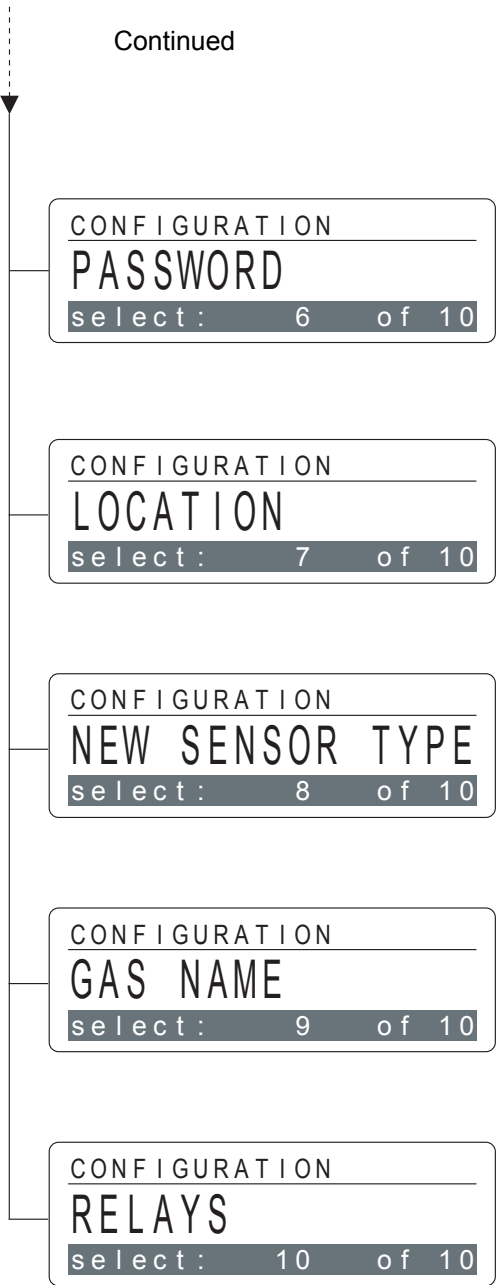 Continued
CONFIGURATION
PASSWORD
select: 6 of 10
CONFIGURATION
LOCATION
select: 7 of 10
CONFIGURATION
NEW SENSOR TYPE
select: 8 of 10
CONFIGURATION
GAS NAME
select: 9 of 10
CONFIGURATION
RELAYS
select: 10 of 10